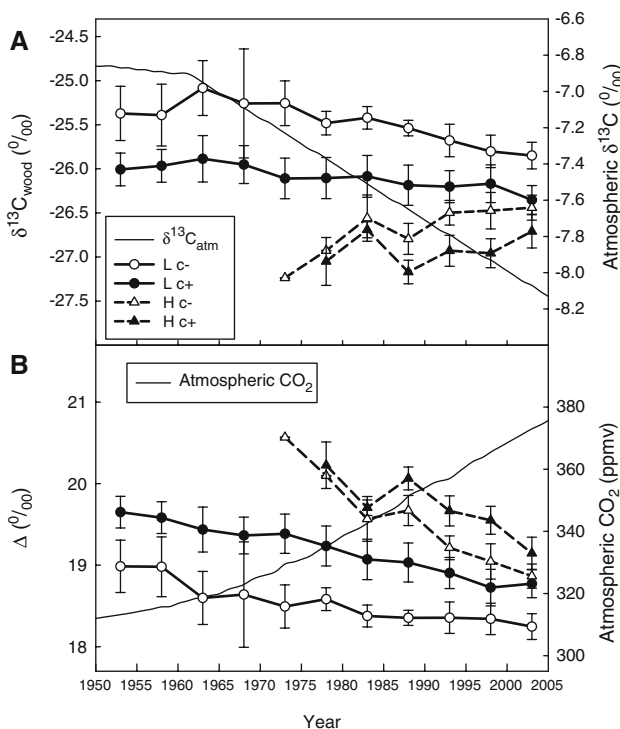 A
δ13Cwood (0/00)
-24.5
-25.0
-25.5
-26.0
-26.5
-27.0
-27.5
-6.6
-6.8
-7.0
-7.2
-7.4
-7.6
-7.8
-8.0
-8.2
Atmospheric δ13C (0/00)
δ13Catm
L c-
L c+
H c-
H c+
B
Δ (0/00)
21
20
19
18
Atmospheric CO2
380
360
340
320
300
Atmospheric CO2 (ppmv)
1950 1955 1960 1965 1970 1975 1980 1985 1990 1995 2000 2005
Year